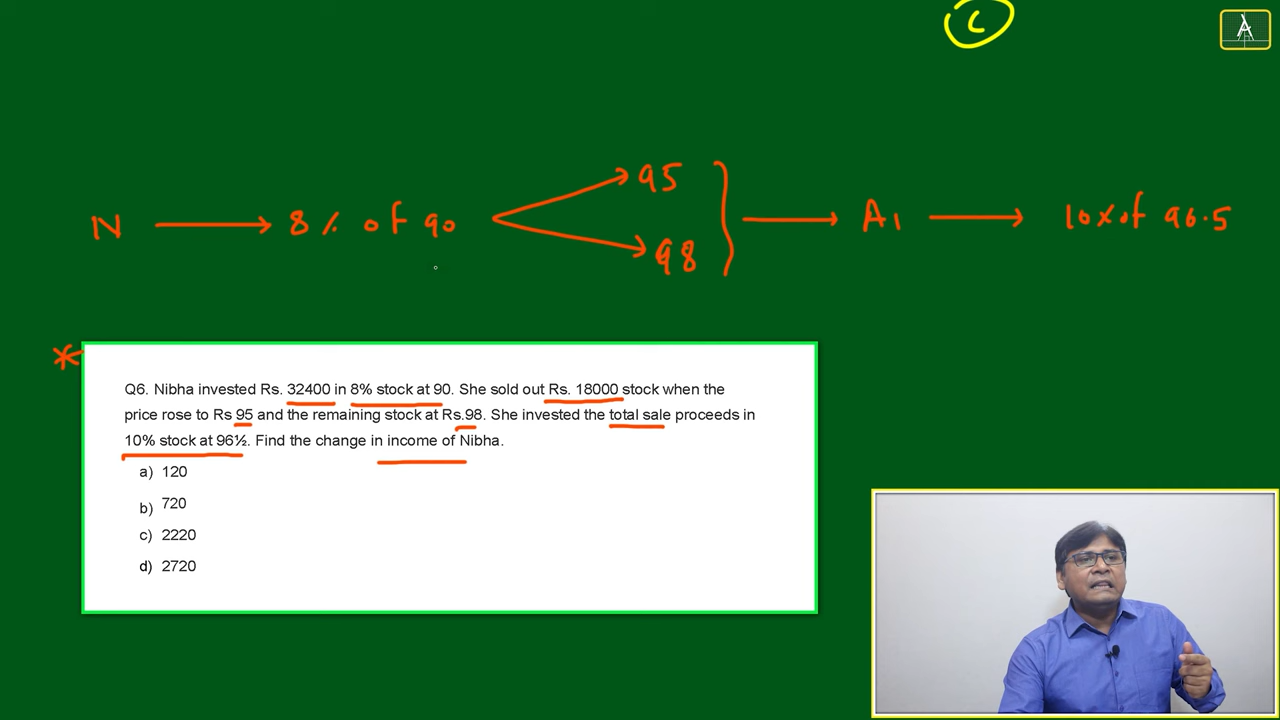 C
A
95
N → 8% of 90 → A1 → 10% of 96.5
98
*
Q6. Nibha invested Rs. 32400 in 8% stock at 90. She sold out Rs. 18000 stock when the
price rose to Rs 95 and the remaining stock at Rs.98. She invested the total sale proceeds in
10% stock at 96½. Find the change in income of Nibha.
a) 120
b) 720
c) 2220
d) 2720